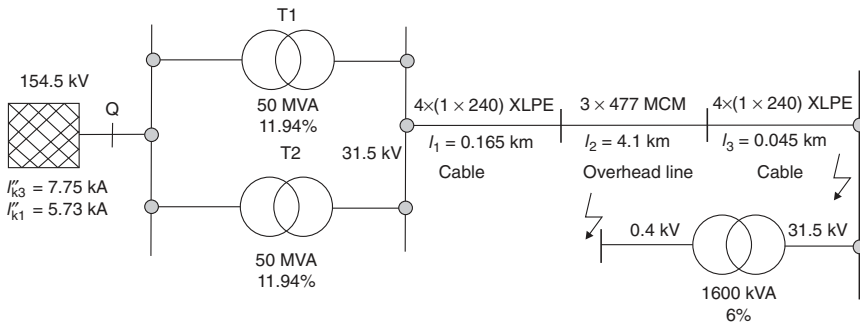 T1
154.5 kV
Q
50 MVA
11.94%
4×(1 × 240) XLPE
3 × 477 MCM
4×(1 × 240) XLPE
T2
31.5 kV
l1 = 0.165 km
l2 = 4.1 km
l3 = 0.045 km
Cable
Overhead line
Cable
I″k3 = 7.75 kA
I″k1 = 5.73 kA
0.4 kV
31.5 kV
50 MVA
11.94%
1600 kVA
6%